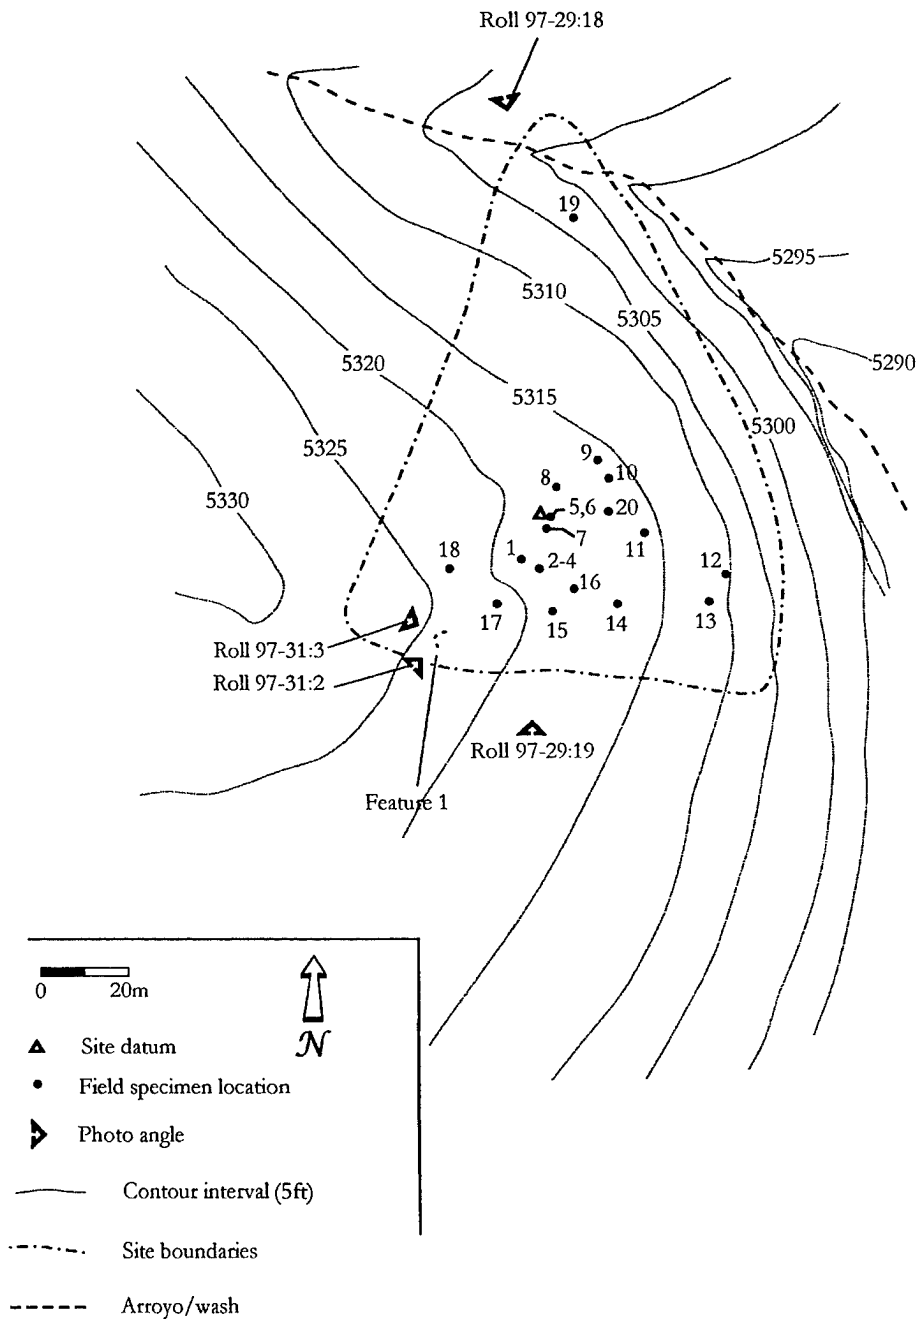 Roll 97-29:18
19
5295
5310
5305
5290
5320
5315
5300
5325
9
8
10
5330
5,6
20
7
11
18
1
2-4
12
16
17
15
14
13
Roll 97-31:3
Roll 97-31:2
Roll 97-29:19
Feature 1
0 20m
N
Site datum
Field specimen location
Photo angle
Contour interval (5ft)
Site boundaries
Arroyo/wash